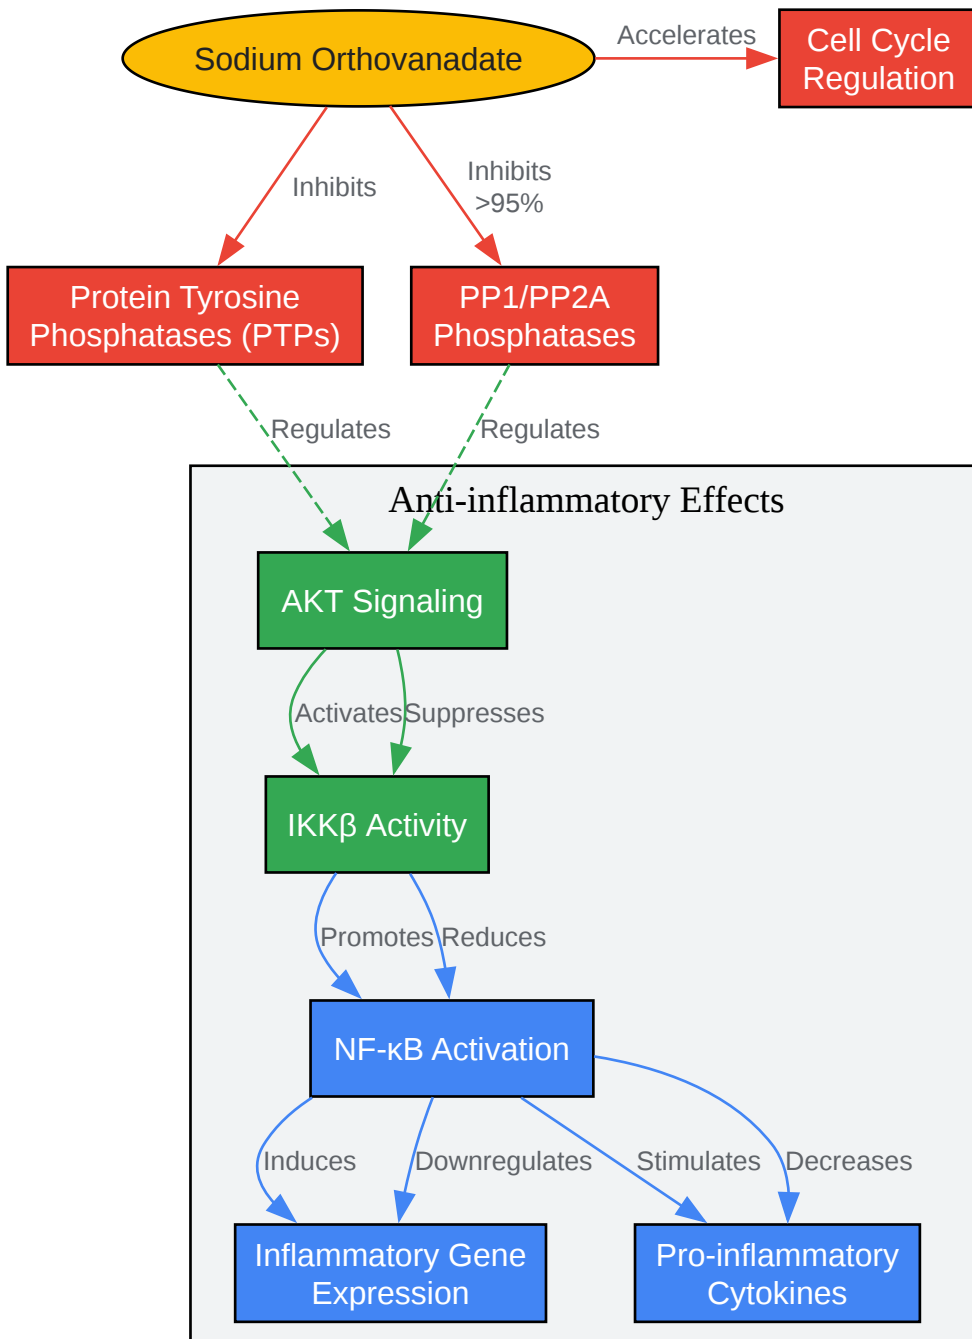 Sodium Orthovanadate
Accelerates
Cell Cycle
Regulation
Inhibits
Inhibits
>95%
Protein Tyrosine
Phosphatases (PTPs)
PP1/PP2A
Phosphatases
Regulates
Regulates
Anti-inflammatory Effects
AKT Signaling
Activates
Suppresses
IKKβ Activity
Promotes
Reduces
NF-κB Activation
Induces
Downregulates
Stimulates
Decreases
Inflammatory Gene
Expression
Pro-inflammatory
Cytokines